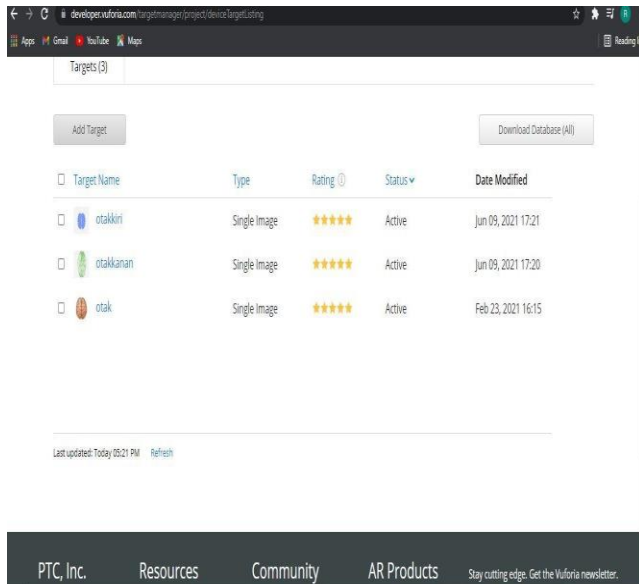 developer.vuforia.com/targetmanager/project/deviceTargetListing
Apps Gmail YouTube Maps Reading l
Targets (3)
Add Target Download Database (All)
Target Name Type Rating Status Date Modified
otakkiri Single Image Active Jun 09, 2021 17:21
otakkanan Single Image Active Jun 09, 2021 17:20
otak Single Image Active Feb 23, 2021 16:15
Last updated: Today 05:21 PM Refresh
PTC, Inc. Resources Community AR Products Stay cutting edge. Get the Vuforia newsletter.